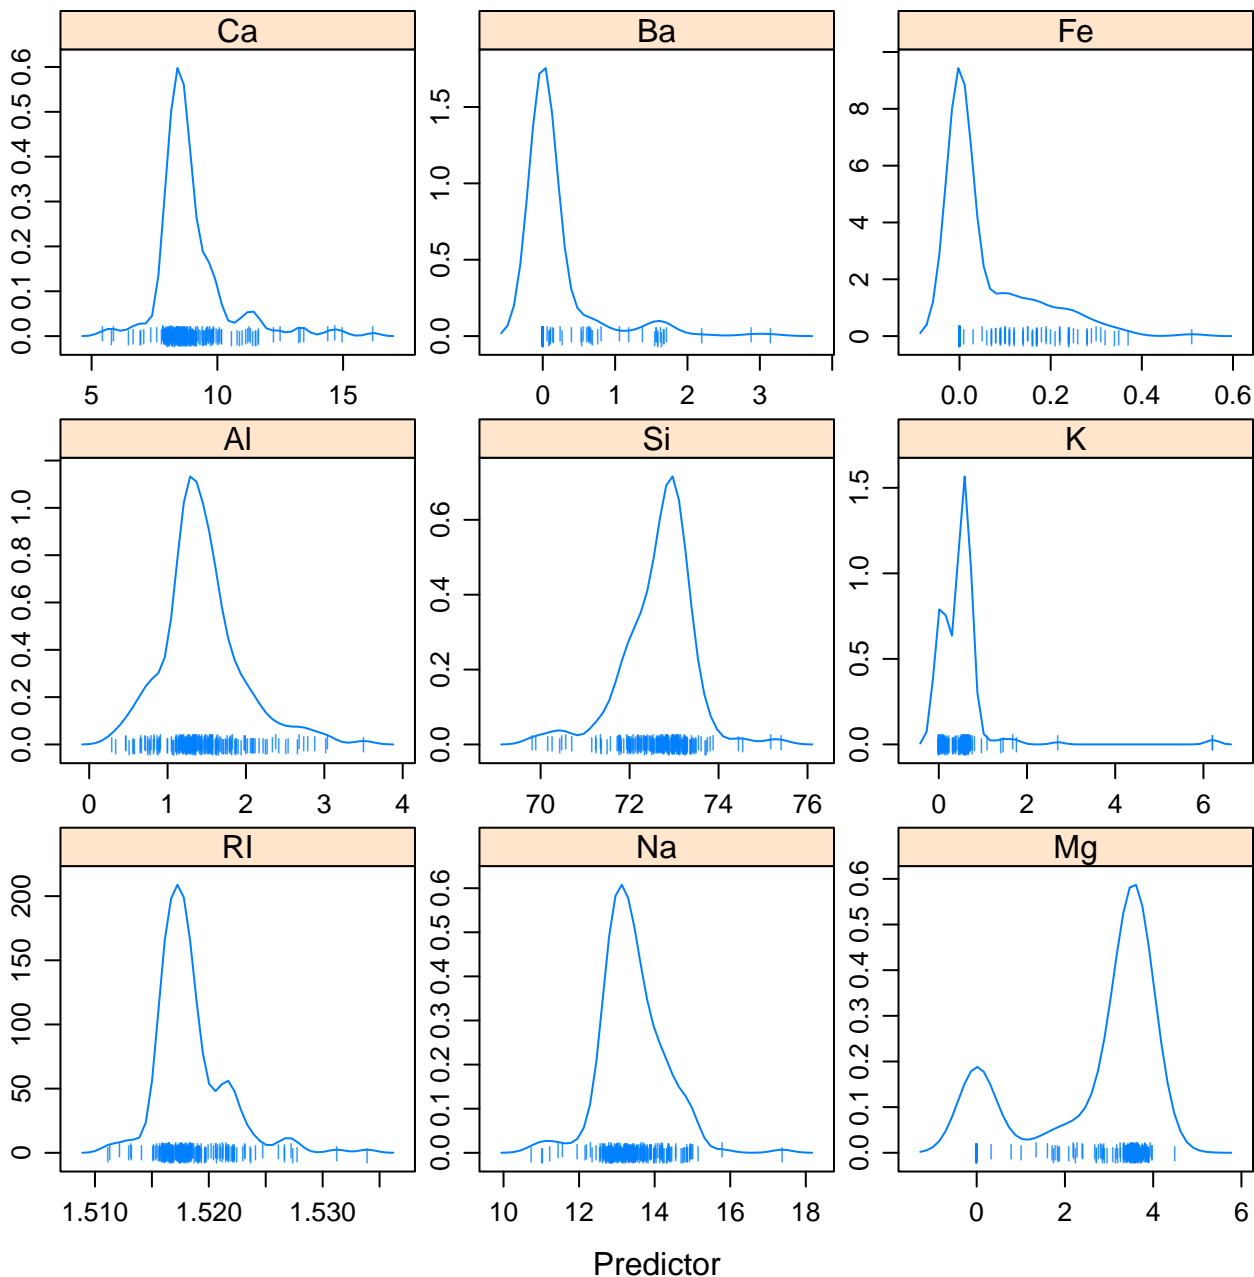 Ca
0.0 0.1 0.2 0.3 0.4 0.5 0.6
5 10 15
Ba
0.0 0.5 1.0 1.5
0 1 2 3
Fe
0 2 4 6 8
0.0 0.2 0.4 0.6
Al
0.0 0.2 0.4 0.6 0.8 1.0
0 1 2 3 4
Si
0.0 0.2 0.4 0.6
70 72 74 76
K
0.0 0.5 1.0 1.5
0 2 4 6
RI
0 50 100 150 200
1.510 1.520 1.530
Na
0.0 0.1 0.2 0.3 0.4 0.5 0.6
10 12 14 16 18
Mg
0.0 0.1 0.2 0.3 0.4 0.5 0.6
0 2 4 6
Predictor